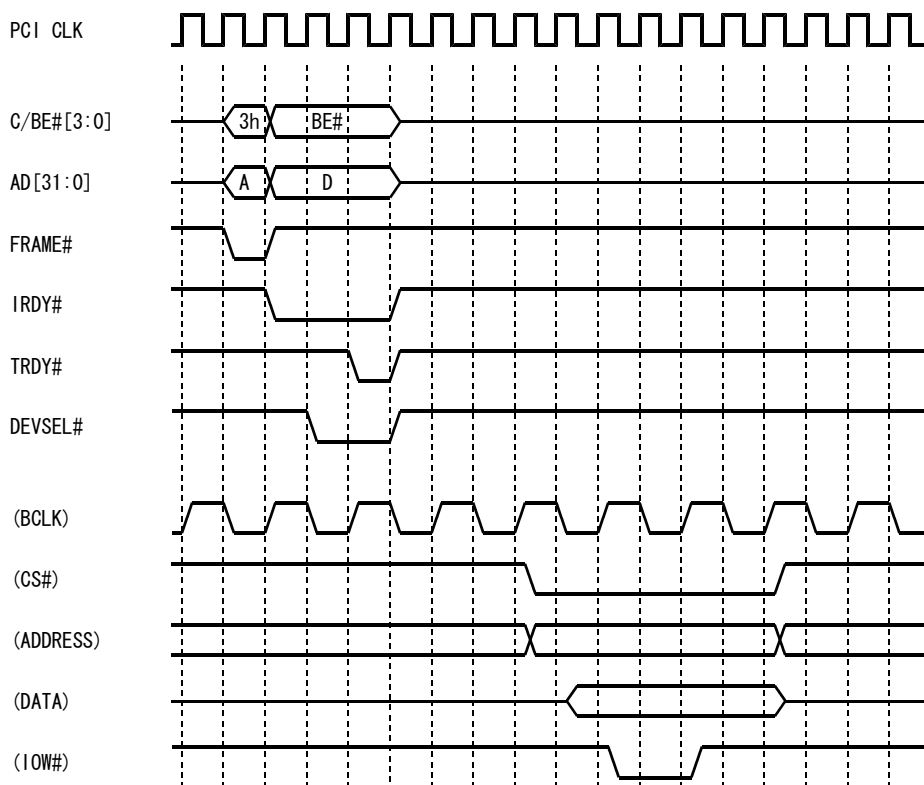 PCI CLK
C/BE#[3:0] 3h BE#
AD[31:0] A D
FRAME#
IRDY#
TRDY#
DEVSEL#
(BCLK)
(CS#)
(ADDRESS)
(DATA)
(IOW#)